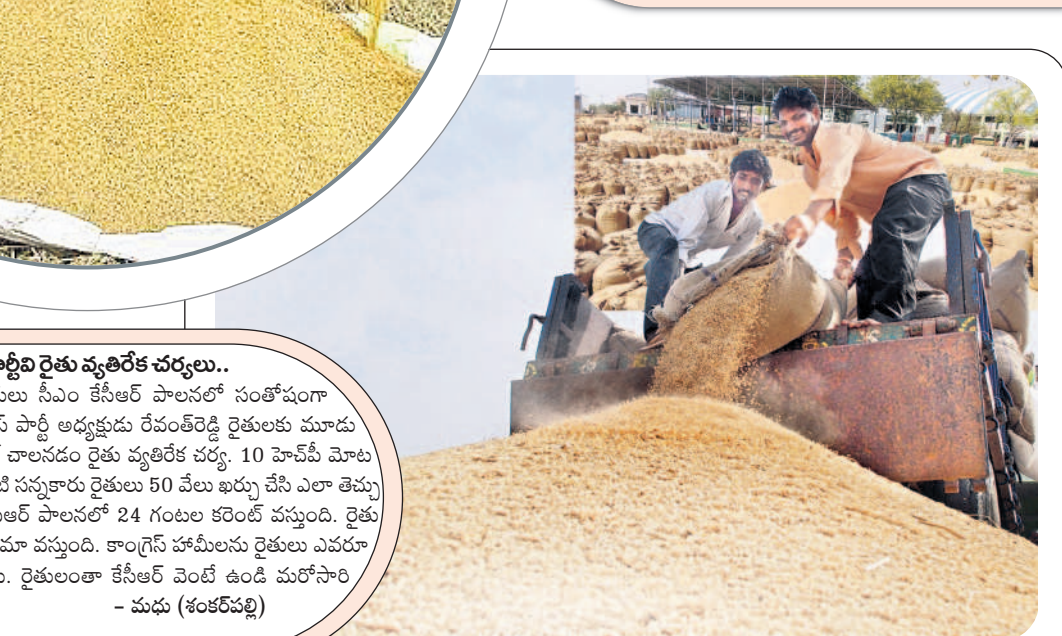 రైతు వ్యతిరేక చర్యలు..
సీఎం కేసీఆర్ పాలనలో సంతోషంగా
పార్టీ అధ్యక్షుడు రేవంత్‌రెడ్డి రైతులకు మూడు
చాలనడం రైతు వ్యతిరేక చర్య. 10 హెచ్‌పీ మోట
సన్నకారు రైతులు 50 వేలు ఖర్చు చేసి ఎలా తెచ్చు
పాలనలో 24 గంటల కరెంట్ వస్తుంది. రైతు
వస్తుంది. కాంగ్రెస్ హామీలను రైతులు ఎవరూ
రైతులంతా కేసీఆర్ వెంటే ఉండి మరోసారి
– మధు (శంకర్‌పల్లి)